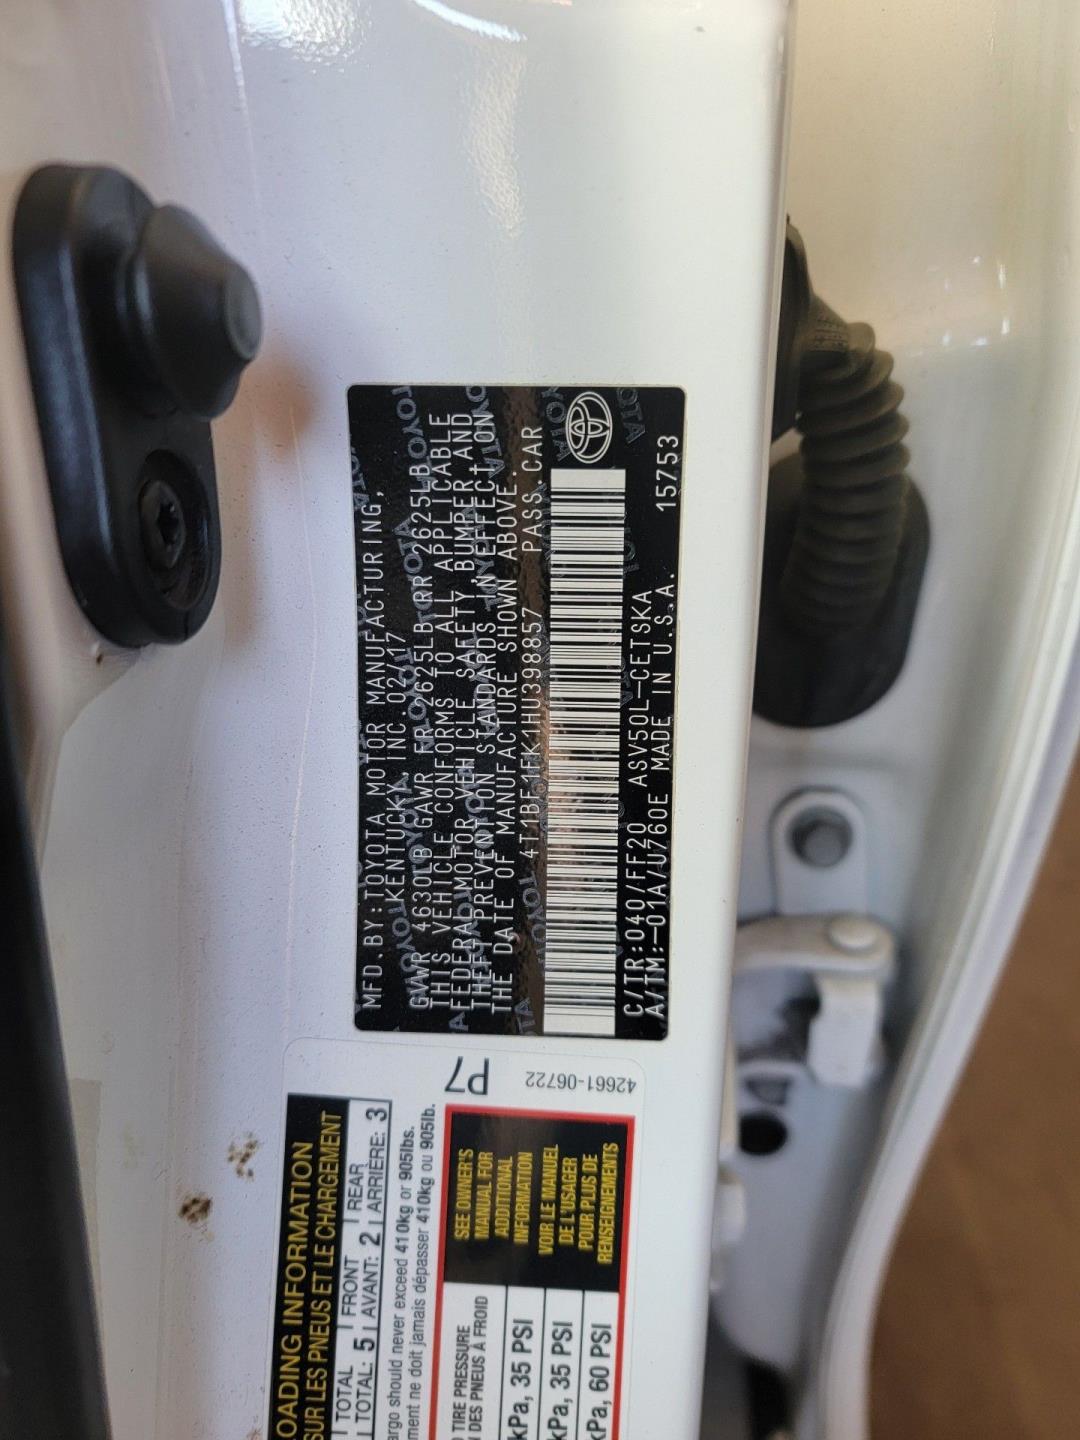 MFD.BY:TOYOTA MOTOR MANUFACTURING,
KENTUCKY, INC. 02/17
GVWR 4630LB GAWR FR 2625LB RR 2625LB
THIS VEHICLE CONFORMS TO ALL APPLICABLE
FEDERAL MOTOR VEHICLE SAFETY, BUMPER, AND
THEFT PREVENTION STANDARDS IN EFFECT ON
THE DATE OF MANUFACTURE SHOWN ABOVE.
4T1BF1FK1HU398857 PASS.CAR
C/TR:040/FF20 ASV50L-CETSKA
A/TM:-01A/U760E MADE IN U.S.A. 15753
P7
42661-06722
LOADING INFORMATION
SUR LES PNEUS ET LE CHARGEMENT
TOTAL FRONT REAR
TOTAL: 5 AVANT: 2 ARRIÈRE: 3
should never exceed 410kg or 905lbs.
ne doit jamais dépasser 410kg ou 905lb.
TIRE PRESSURE
DES PNEUS À FROID
kPa, 35 PSI
kPa, 35 PSI
kPa, 60 PSI
SEE OWNER'S
MANUAL FOR
ADDITIONAL
INFORMATION
VOIR LE MANUEL
DE L'USAGER
POUR PLUS DE
RENSEIGNEMENTS